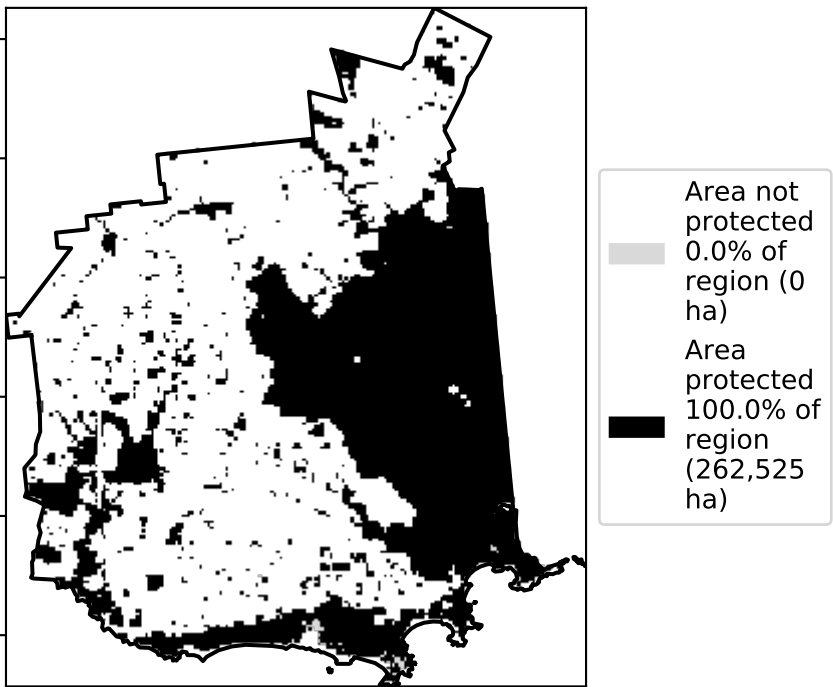 Area not
protected
0.0% of
region (0
ha)
Area
protected
100.0% of
region
(262,525
ha)